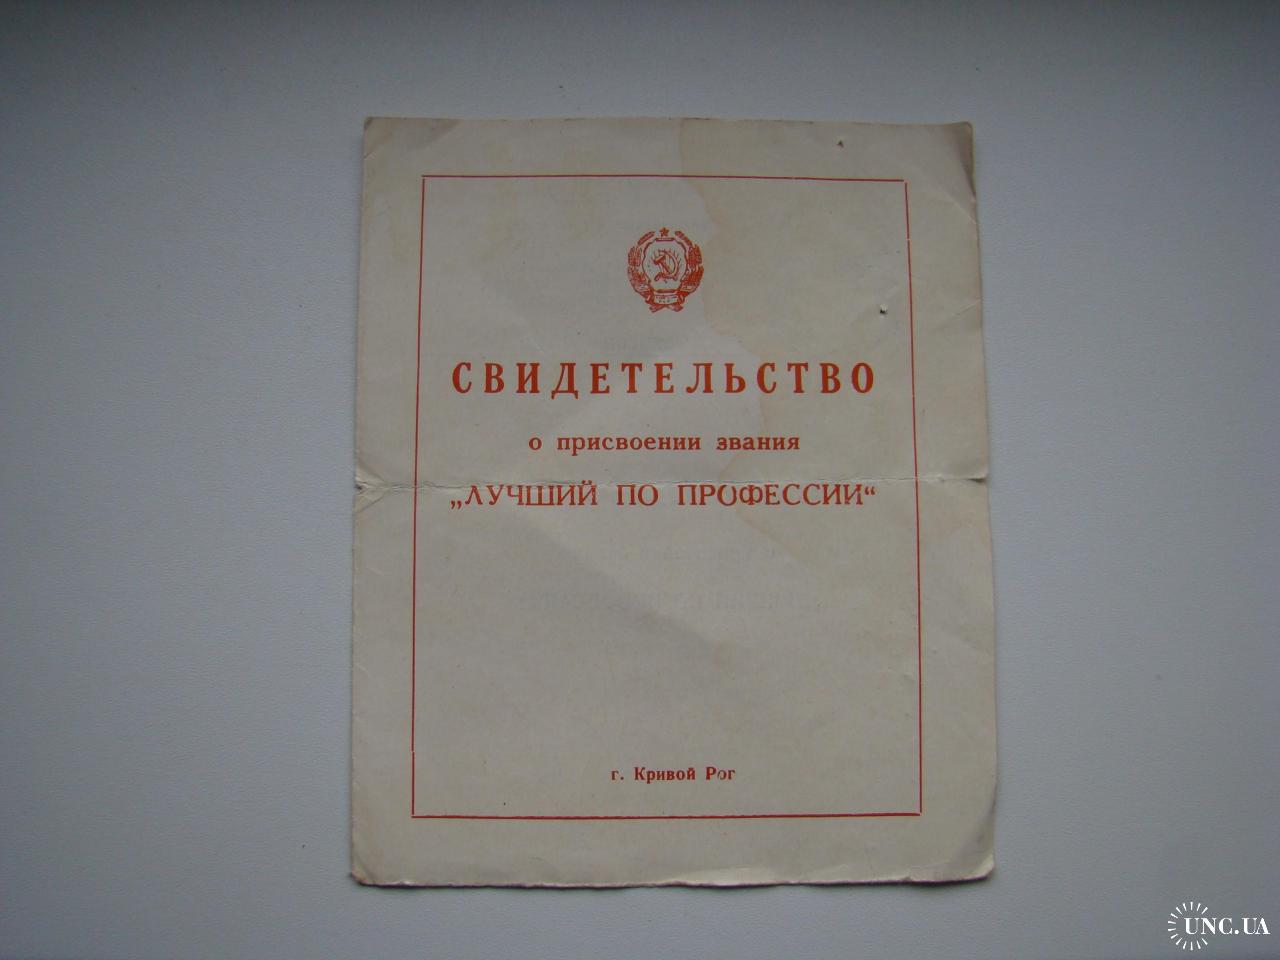 СВИДЕТЕЛЬСТВО
о присвоении звания
„ЛУЧШИЙ ПО ПРОФЕССИИ“
г. Кривой Рог
UNC.UA